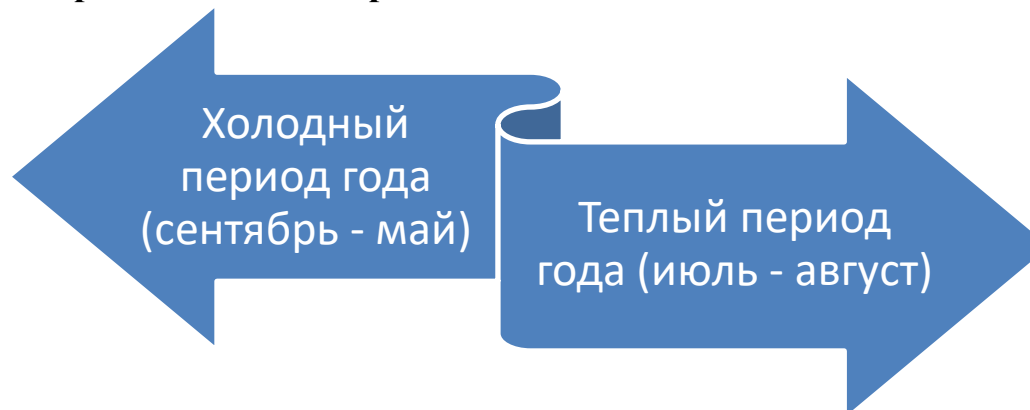 Холодный
период года
(сентябрь - май)
Теплый период
года (июль - август)